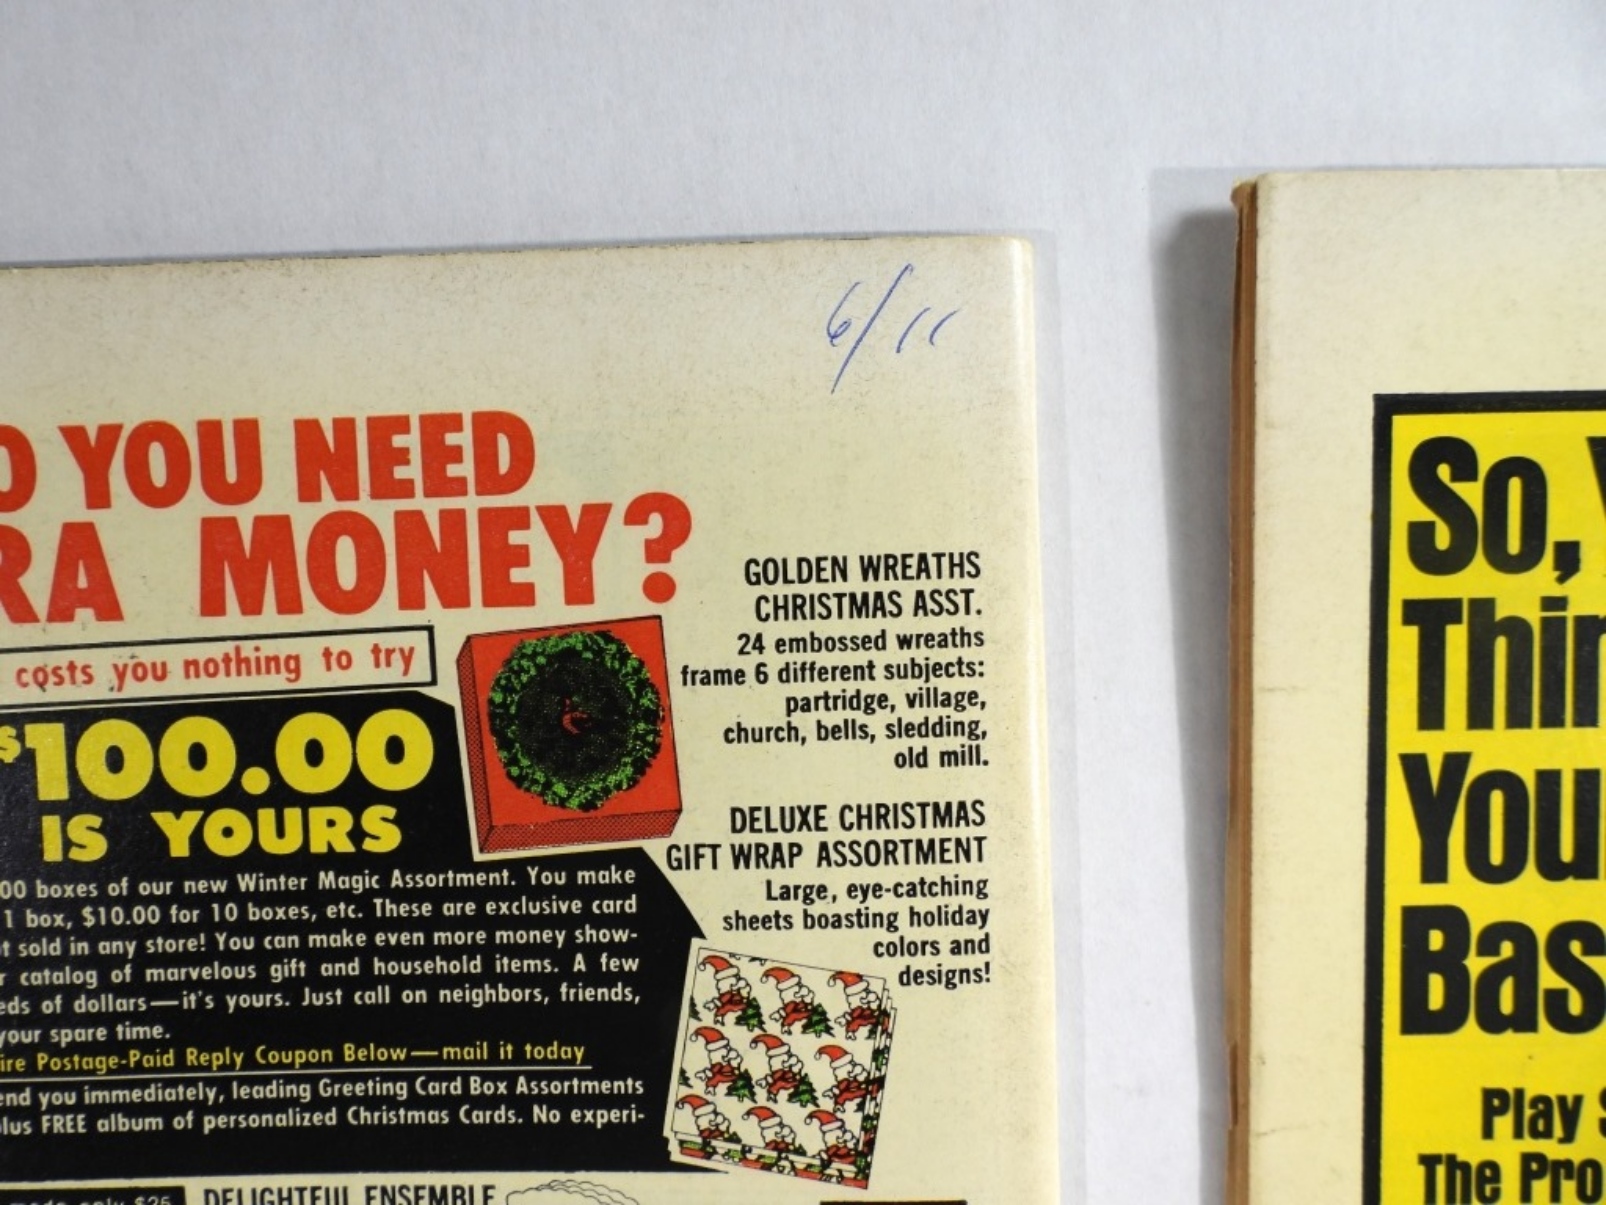 6/11
O YOU NEED
RA MONEY?
costs you nothing to try
$100.00
IS YOURS
00 boxes of our new Winter Magic Assortment. You make
1 box, $10.00 for 10 boxes, etc. These are exclusive card
t sold in any store! You can make even more money show-
r catalog of marvelous gift and household items. A few
eds of dollars—it's yours. Just call on neighbors, friends,
your spare time.
ire Postage-Paid Reply Coupon Below—mail it today
end you immediately, leading Greeting Card Box Assortments
plus FREE album of personalized Christmas Cards. No experi-
made only $25
DELIGHTFUL ENSEMBLE
GOLDEN WREATHS
CHRISTMAS ASST.
24 embossed wreaths
frame 6 different subjects:
partridge, village,
church, bells, sledding,
old mill.
DELUXE CHRISTMAS
GIFT WRAP ASSORTMENT
Large, eye-catching
sheets boasting holiday
colors and
designs!
So, Y
Thin
Your
Bas
Play S
The Pro